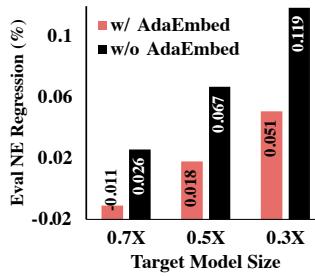 w/ AdaEmbed
w/o AdaEmbed
Eval NE Regression (%)
0.1
0.06
0.02
-0.02
-0.011
0.026
0.018
0.067
0.051
0.119
0.7X 0.5X 0.3X
Target Model Size